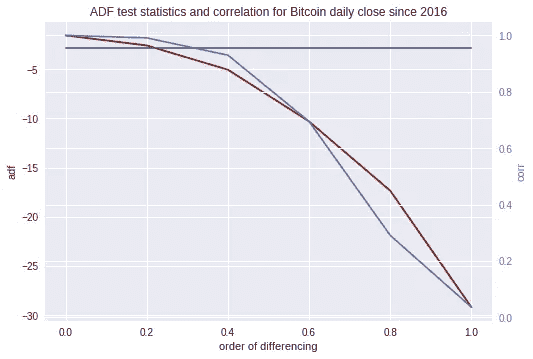 ADF test statistics and correlation for Bitcoin daily close since 2016
1.0
−5
0.8
−10
0.6
−15
0.4
−20
0.2
−25
0.0
−30
adf
corr
0.0 0.2 0.4 0.6 0.8 1.0
order of differencing